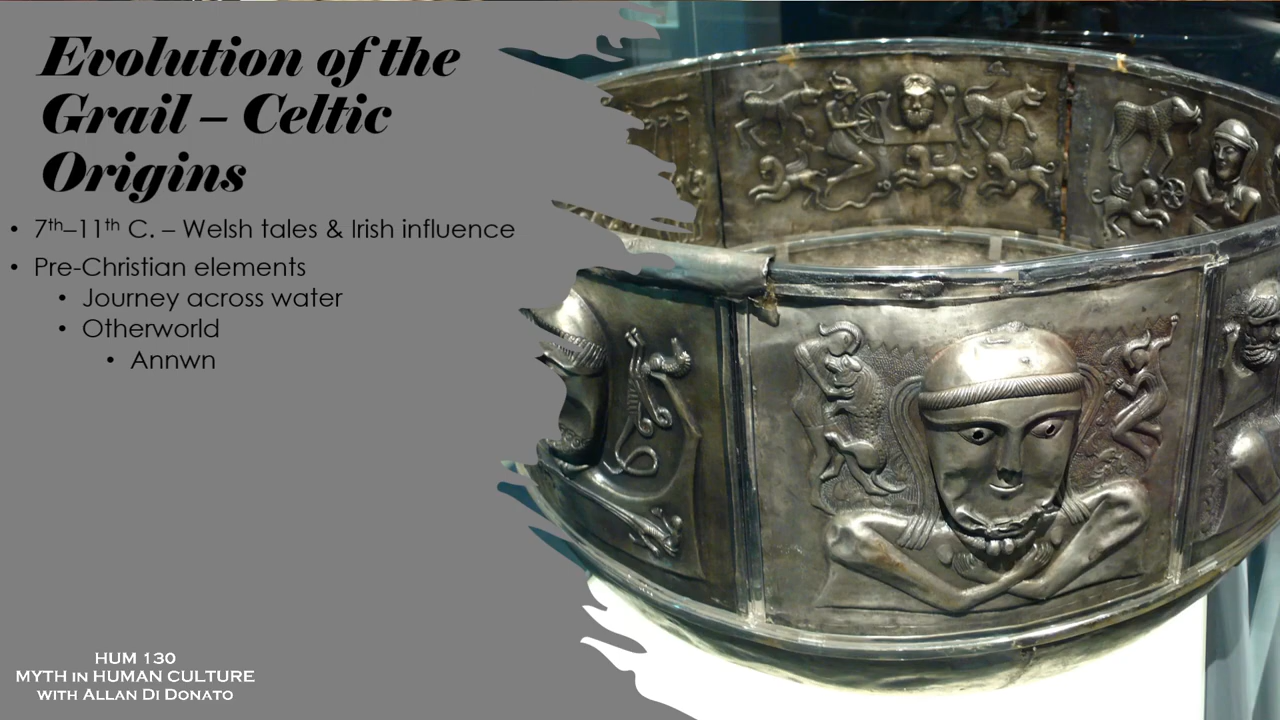 Evolution of the
Grail – Celtic
Origins
• 7th–11th C. – Welsh tales & Irish influence
• Pre-Christian elements
• Journey across water
• Otherworld
• Annwn
HUM 130
MYTH in HUMAN CULTURE
WITH ALLAN DI DONATO